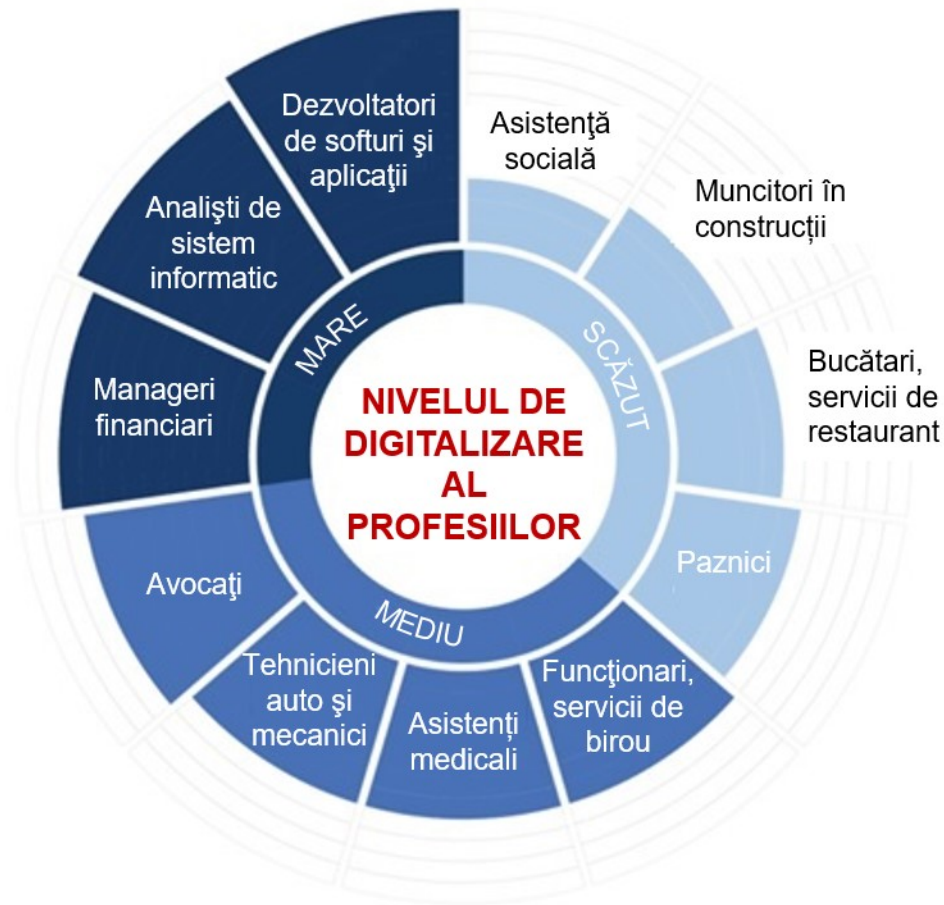 NIVELUL DE
DIGITALIZARE
AL
PROFESIILOR
SCĂZUT
Asistenţă
socială
Muncitori în
construcții
Bucătari,
servicii de
restaurant
Paznici
MEDIU
Funcţionari,
servicii de
birou
Asistenți
medicali
Tehnicieni
auto şi
mecanici
Avocaţi
MARE
Manageri
financiari
Analişti de
sistem
informatic
Dezvoltatori
de softuri şi
aplicaţii